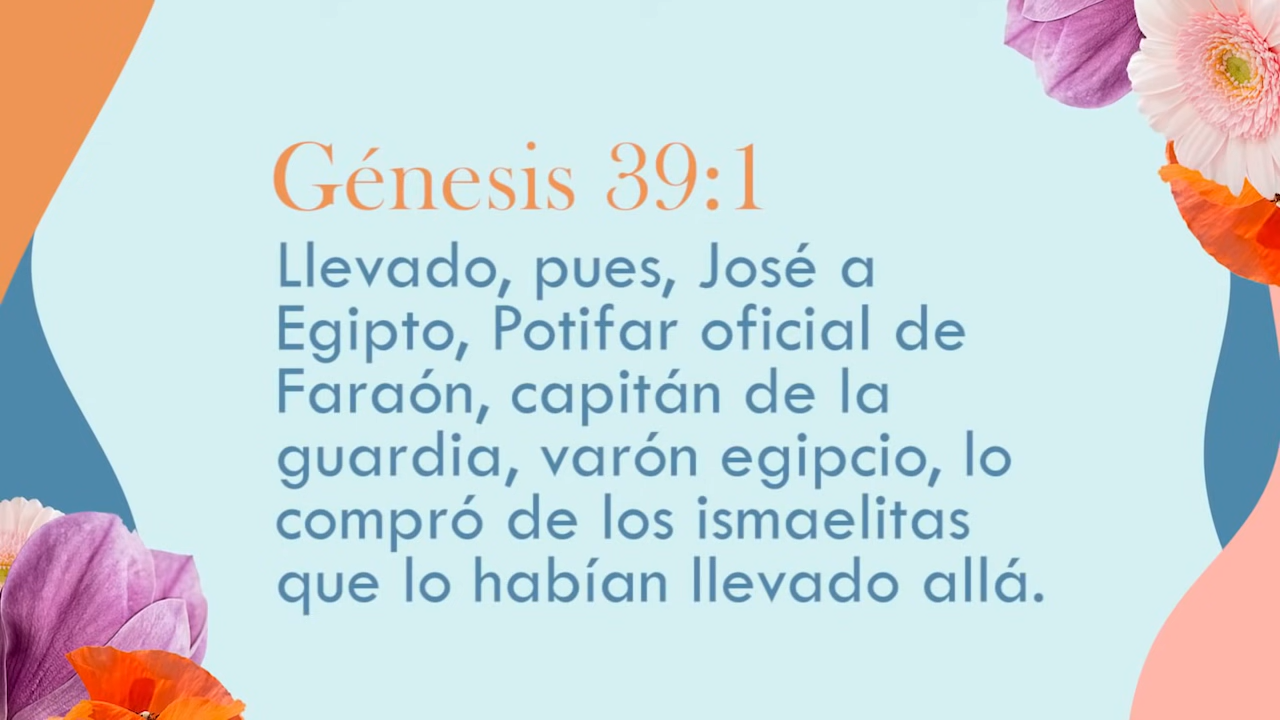 Génesis 39:1
Llevado, pues, José a
Egipto, Potifar oficial de
Faraón, capitán de la
guardia, varón egipcio, lo
compró de los ismaelitas
que lo habían llevado allá.